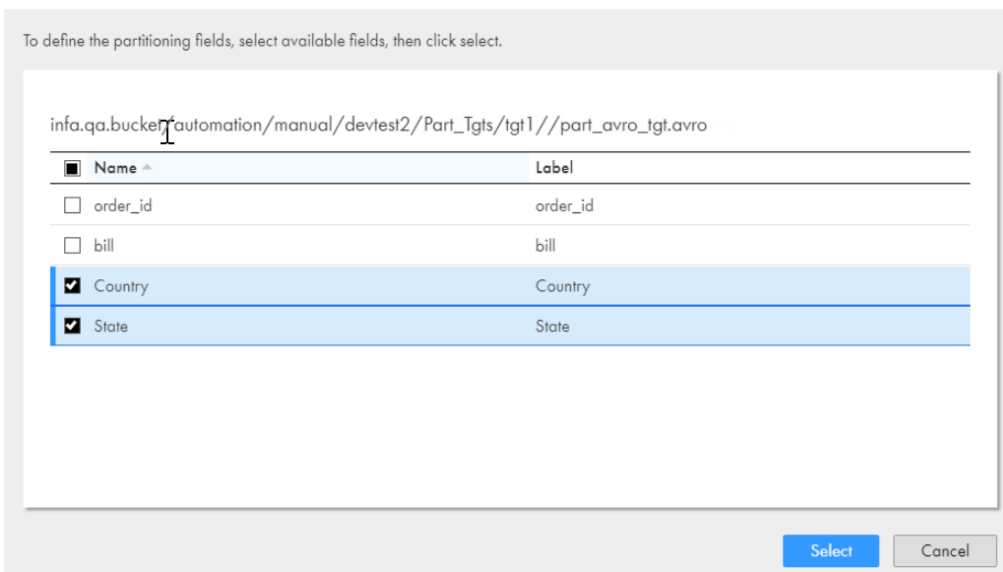 To define the partitioning fields, select available fields, then click select.
infa.qa.bucket/automation/manual/devtest2/Part_Tgts/tgt1//part_avro_tgt.avro
Name Label
order_id order_id
bill bill
Country Country
State State
Select Cancel